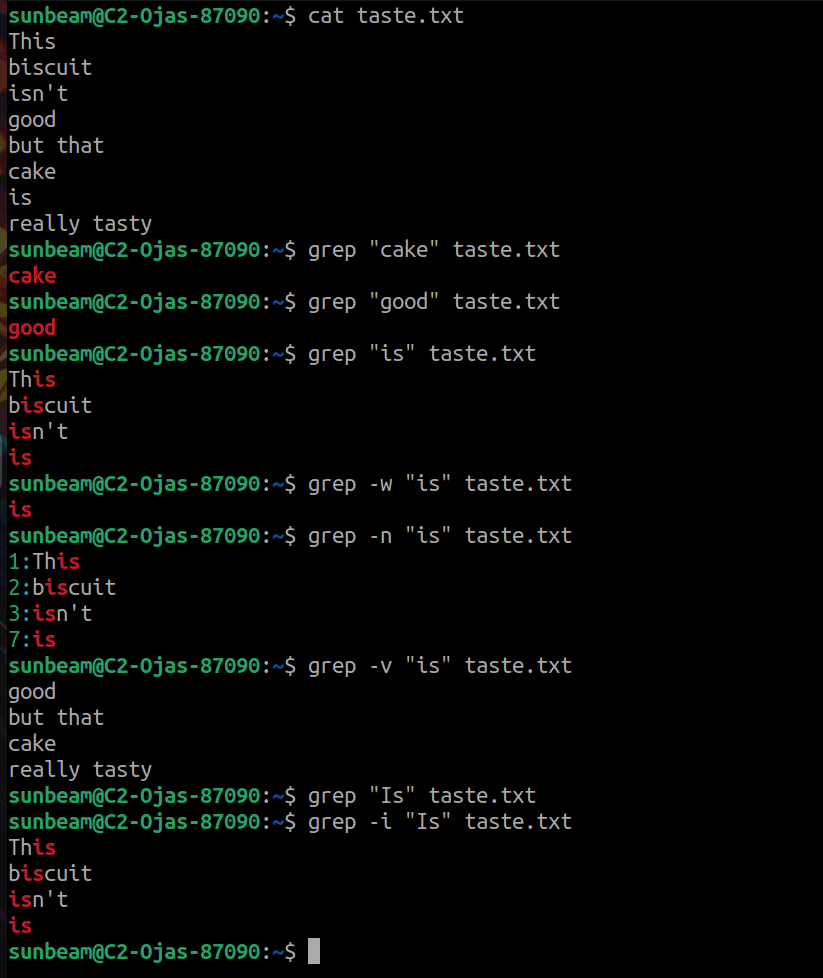 sunbeam@C2-Ojas-87090:~$ cat taste.txt
This
biscuit
isn't
good
but that
cake
is
really tasty
sunbeam@C2-Ojas-87090:~$ grep "cake" taste.txt
cake
sunbeam@C2-Ojas-87090:~$ grep "good" taste.txt
good
sunbeam@C2-Ojas-87090:~$ grep "is" taste.txt
This
biscuit
isn't
is
sunbeam@C2-Ojas-87090:~$ grep -w "is" taste.txt
is
sunbeam@C2-Ojas-87090:~$ grep -n "is" taste.txt
1:This
2:biscuit
3:isn't
7:is
sunbeam@C2-Ojas-87090:~$ grep -v "is" taste.txt
good
but that
cake
really tasty
sunbeam@C2-Ojas-87090:~$ grep "Is" taste.txt
sunbeam@C2-Ojas-87090:~$ grep -i "Is" taste.txt
This
biscuit
isn't
is
sunbeam@C2-Ojas-87090:~$